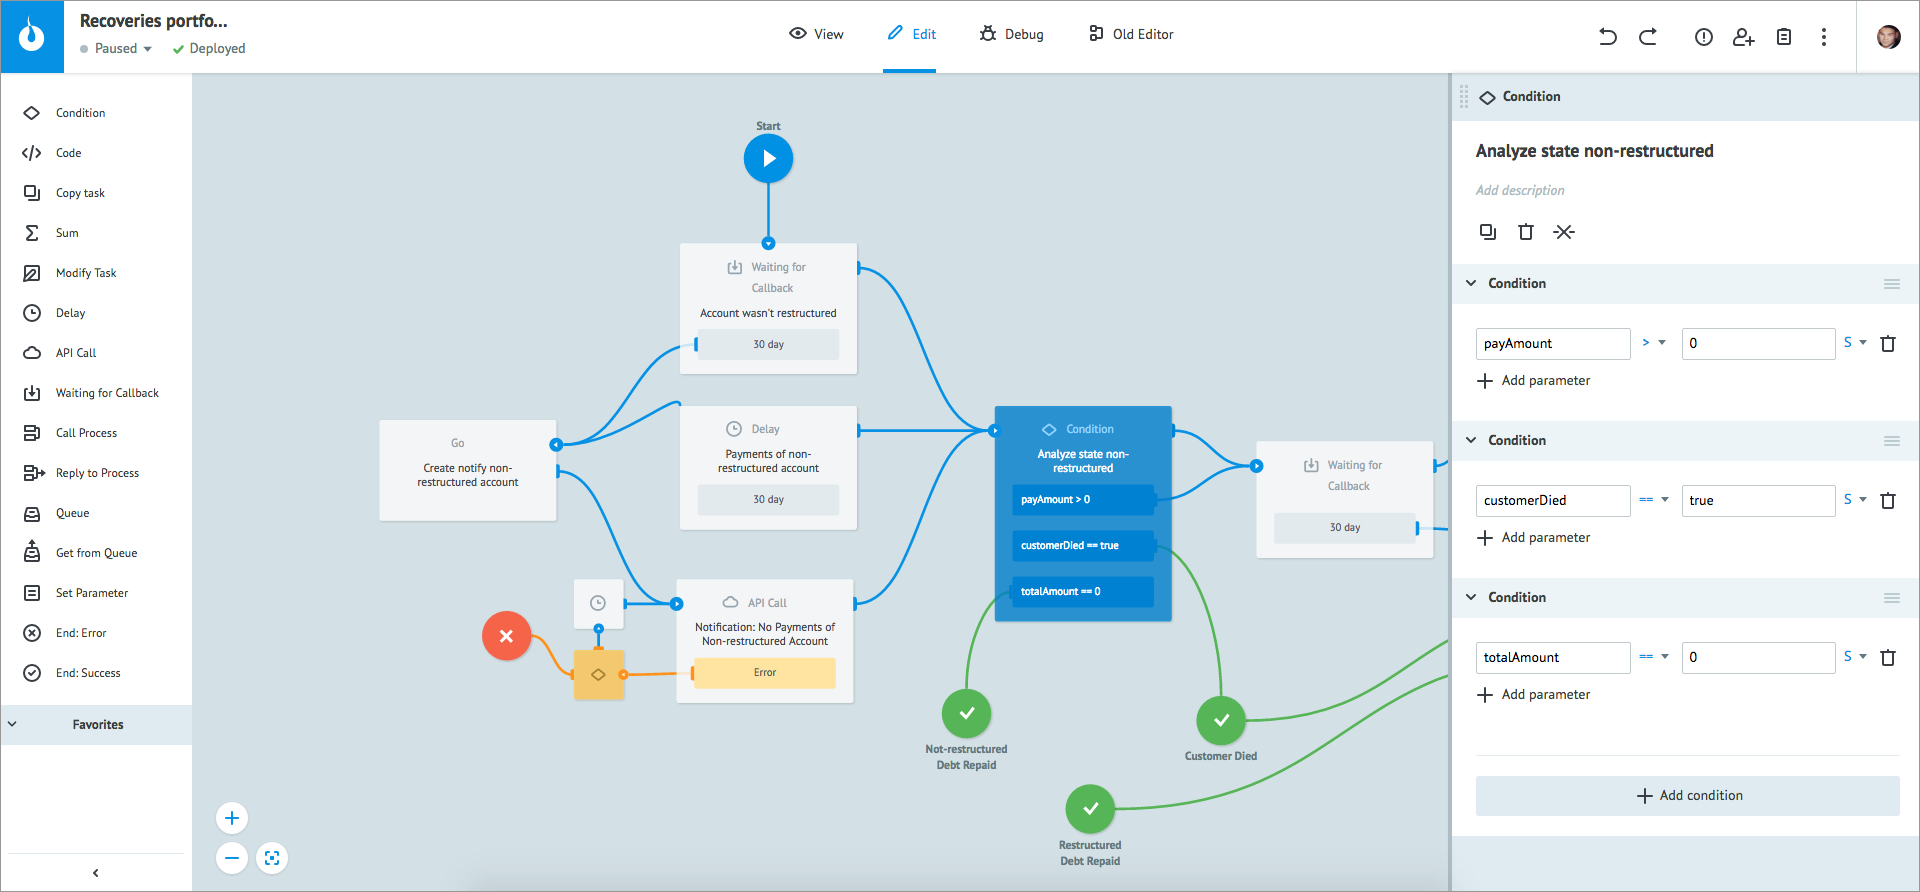 Recoveries portfo...
Paused
Deployed
View
Edit
Debug
Old Editor
Condition
Code
Copy task
Sum
Modify Task
Delay
API Call
Waiting for Callback
Call Process
Reply to Process
Queue
Get from Queue
Set Parameter
End: Error
End: Success
Favorites
Start
Waiting for
Callback
Account wasn't restructured
30 day
Go
Create notify non-
restructured account
Delay
Payments of non-
restructured account
30 day
API Call
Notification: No Payments of
Non-restructured Account
Error
Condition
Analyze state non-
restructured
payAmount > 0
customerDied == true
totalAmount == 0
Waiting for
Callback
30 day
Not-restructured
Debt Repaid
Customer Died
Restructured
Debt Repaid
Condition
Analyze state non-restructured
Add description
Condition
payAmount > 0 S
Add parameter
Condition
customerDied == true S
Add parameter
Condition
totalAmount == 0 S
Add parameter
Add condition